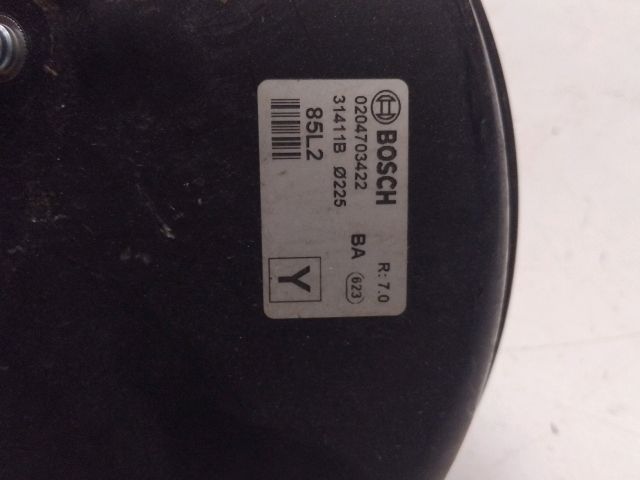 BOSCH R: 7.0
0204703422 623
31411B Ø225 BA
85L2 Y